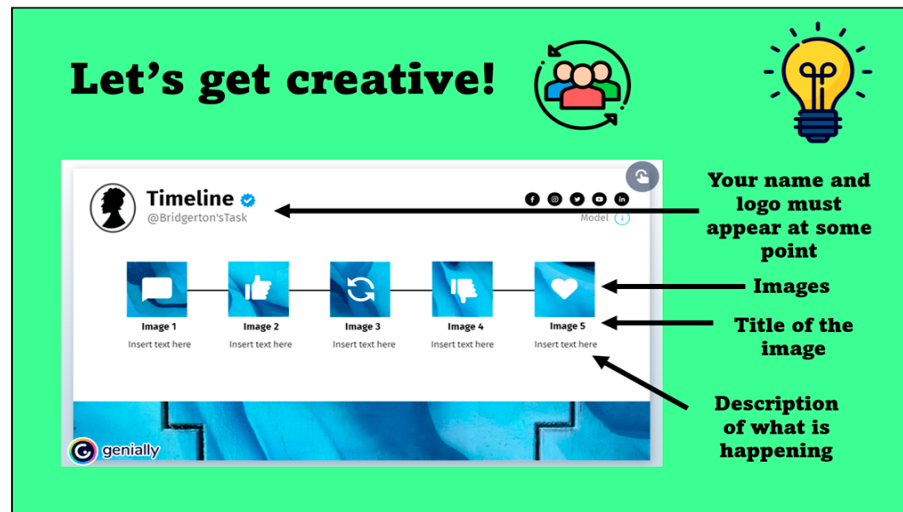 Let's get creative!
Timeline
@Bridgerton'sTask
Model
Image 1
Image 2
Image 3
Image 4
Image 5
Insert text here
Insert text here
Insert text here
Insert text here
Insert text here
genially
Your name and
logo must
appear at some
point
Images
Title of the
image
Description
of what is
happening